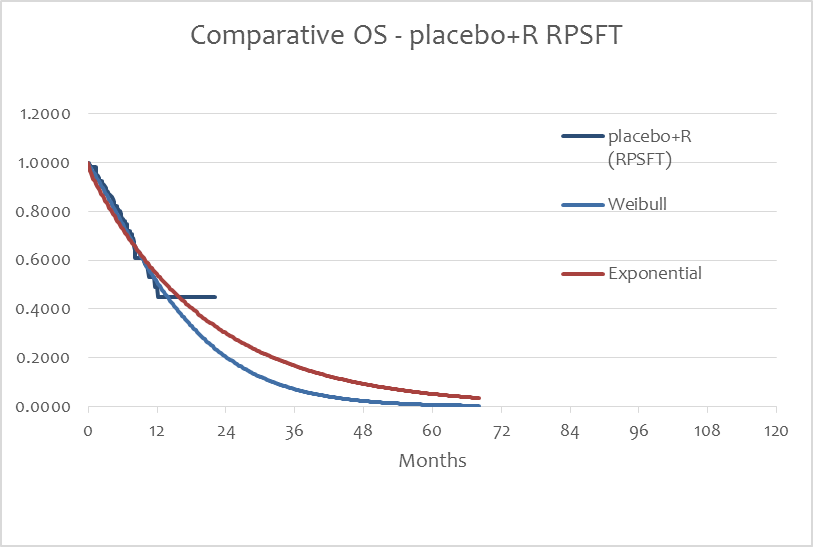 Comparative OS - placebo+R RPSFT
1.2000
1.0000
0.8000
0.6000
0.4000
0.2000
0.0000
placebo+R
(RPSFT)
Weibull
Exponential
0 12 24 36 48 60 72 84 96 108 120
Months